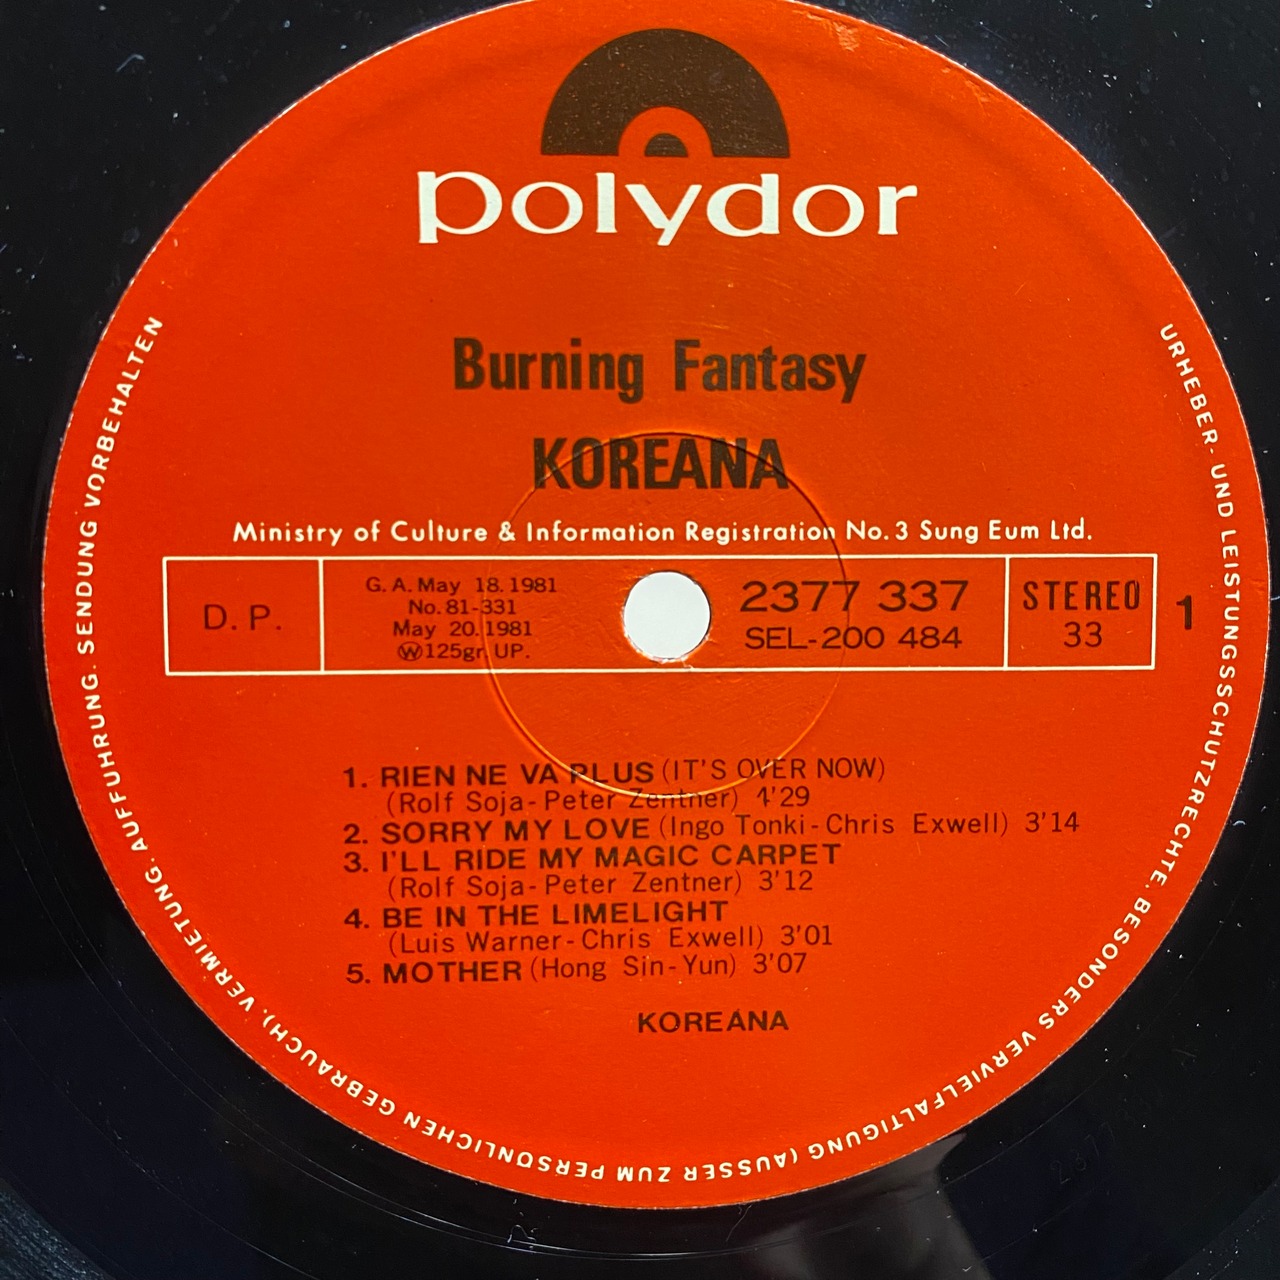 polydor
Burning Fantasy
KOREANA
Ministry of Culture & Information Registration No. 3 Sung Eum Ltd.
D. P.
G. A. May 18. 1981
No. 81-331
May 20. 1981
Ⓦ125gr. UP.
2377 337
SEL-200 484
STEREO
33
1
1. RIEN NE VA PLUS (IT'S OVER NOW)
(Rolf Soja-Peter Zentner) 4'29
2. SORRY MY LOVE (Ingo Tonki-Chris Exwell) 3'14
3. I'LL RIDE MY MAGIC CARPET
(Rolf Soja-Peter Zentner) 3'12
4. BE IN THE LIMELIGHT
(Luis Warner-Chris Exwell) 3'01
5. MOTHER (Hong Sin-Yun) 3'07
KOREANA
URHEBER- UND LEISTUNGSSCHUTZRECHTE. BESONDERS VERVIELFALTIGUNG (AUSSER ZUM PERSONLICHEN GEBRAUCH), VERMIETUNG. AUFFUHRUNG. SENDUNG VORBEHALTEN